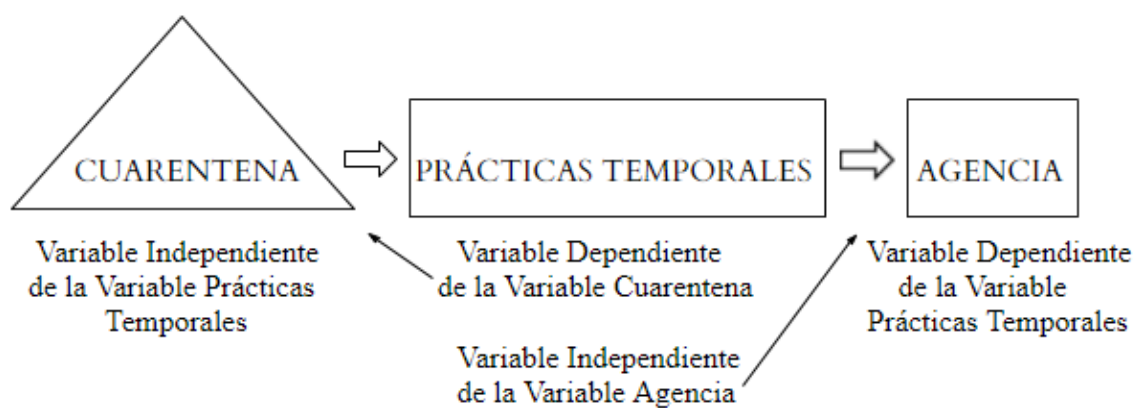 CUARENTENA
PRÁCTICAS TEMPORALES
AGENCIA
Variable Independiente
de la Variable Prácticas
Temporales
Variable Dependiente
de la Variable Cuarentena
Variable Independiente
de la Variable Agencia
Variable Dependiente
de la Variable
Prácticas Temporales